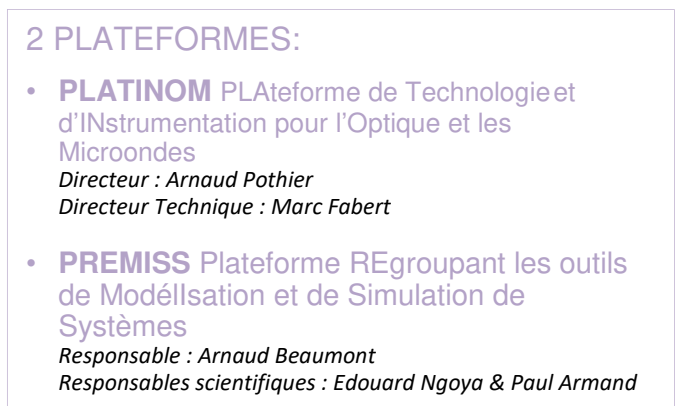 2 PLATEFORMES:
• PLATINOM PLAteforme de Technologie et
d'INstrumentation pour l'Optique et les
Microondes
Directeur : Arnaud Pothier
Directeur Technique : Marc Fabert
• PREMISS Plateforme REgroupant les outils
de ModélISation et de Simulation de
Systèmes
Responsable : Arnaud Beaumont
Responsables scientifiques : Edouard Ngoya & Paul Armand